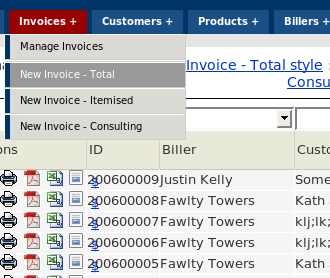 Invoices + Customers + Products + Billers +
Manage Invoices
Invoice - Total style
New Invoice - Total
Consu
New Invoice - Itemised
New Invoice - Consulting
ons ID Biller Custo
200600009 Justin Kelly Some
200600008 Fawlty Towers Kath
200600007 Fawlty Towers klj;lk;
200600006 Fawlty Towers klj;lk;
200600005 Fawlty Towers Kath